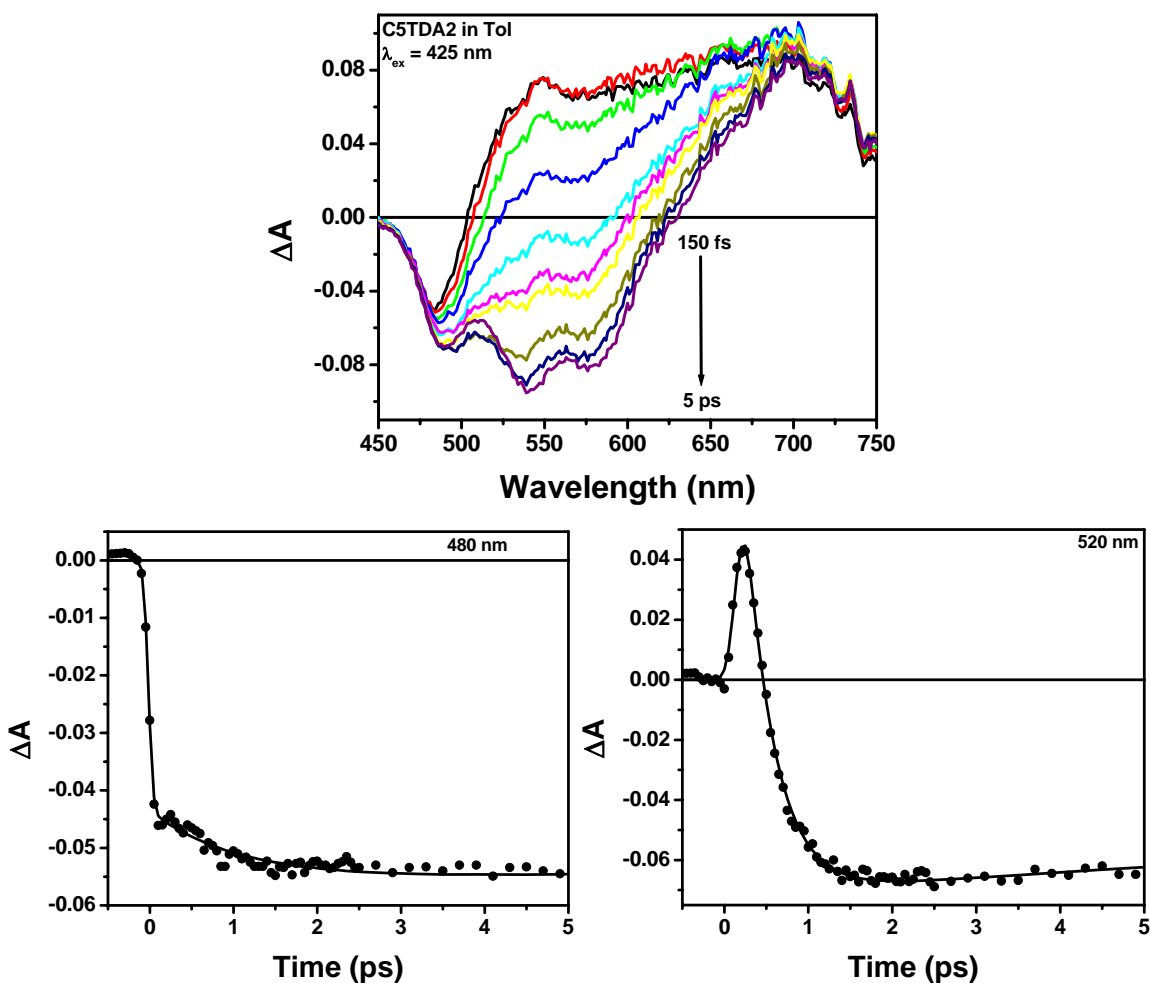 C5TDA2 in Tol
λex = 425 nm
0.08
0.04
0.00
-0.04
-0.08
ΔA
150 fs
5 ps
450 500 550 600 650 700 750
Wavelength (nm)
480 nm
0.00
-0.01
-0.02
-0.03
-0.04
-0.05
-0.06
ΔA
0 1 2 3 4 5
Time (ps)
520 nm
0.04
0.02
0.00
-0.02
-0.04
-0.06
ΔA
0 1 2 3 4 5
Time (ps)